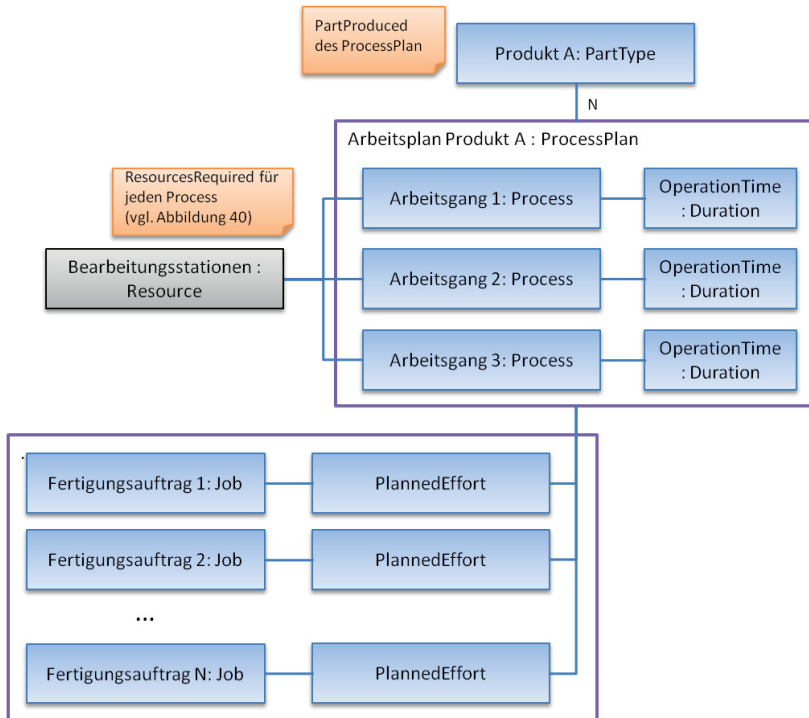 PartProduced
des ProcessPlan
Produkt A: PartType
N
Arbeitsplan Produkt A : ProcessPlan
ResourcesRequired für
jeden Process
(vgl. Abbildung 40)
Arbeitsgang 1: Process
OperationTime
: Duration
Bearbeitungsstationen :
Resource
Arbeitsgang 2: Process
OperationTime
: Duration
Arbeitsgang 3: Process
OperationTime
: Duration
.
Fertigungsauftrag 1: Job
PlannedEffort
Fertigungsauftrag 2: Job
PlannedEffort
...
Fertigungsauftrag N: Job
PlannedEffort